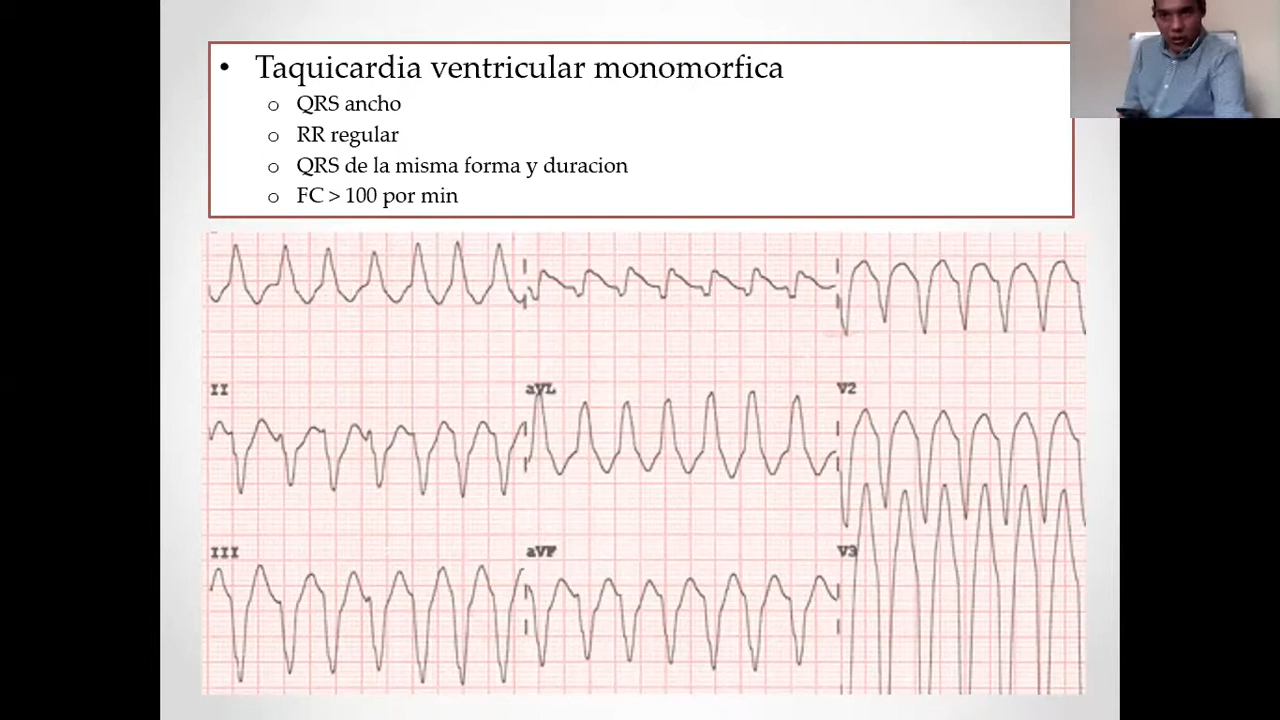 • Taquicardia ventricular monomorfica
o QRS ancho
o RR regular
o QRS de la misma forma y duracion
o FC > 100 por min
II aVL V2
III aVF V3